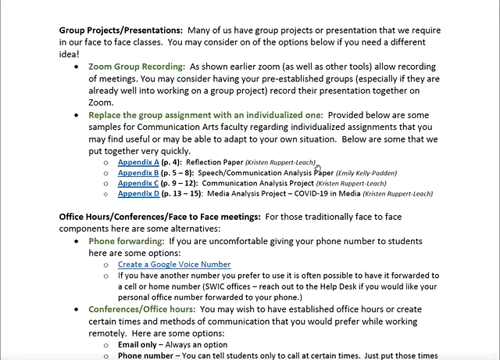 Group Projects/Presentations: Many of us have group projects or presentation that we require
in our face to face classes. You may consider on of the options below if you need a different
idea!
• Zoom Group Recording: As shown earlier zoom (as well as other tools) allow recording
of meetings. You may consider having your pre-established groups (especially if they are
already well into working on a group project) record their presentation together on
Zoom.
• Replace the group assignment with an individualized one: Provided below are some
samples for Communication Arts faculty regarding individualized assignments that you
may find useful or may be able to adapt to your own situation. Below are some that we
put together very quickly.
o Appendix A (p. 4): Reflection Paper (Kristen Ruppert-Leach)
o Appendix B (p. 5 – 8): Speech/Communication Analysis Paper (Emily Kelly-Padden)
o Appendix C (p. 9 – 12): Communication Analysis Project (Kristen Ruppert-Leach)
o Appendix D (p. 13 – 15): Media Analysis Project – COVID-19 in Media (Kristen Ruppert-Leach)
Office Hours/Conferences/Face to Face meetings: For those traditionally face to face
components here are some alternatives:
• Phone forwarding: If you are uncomfortable giving your phone number to students
here are some options:
o Create a Google Voice Number
o If you have another number you prefer to use it is often possible to have it forwarded to
a cell or home number (SWIC offices – reach out to the Help Desk if you would like your
personal office number forwarded to your phone.)
• Conferences/Office hours: You may wish to have established office hours or create
certain times and methods of communication that you would prefer while working
remotely. Here are some options:
o Email only – Always an option
o Phone number – You can tell students only to call at certain times. Just put those times